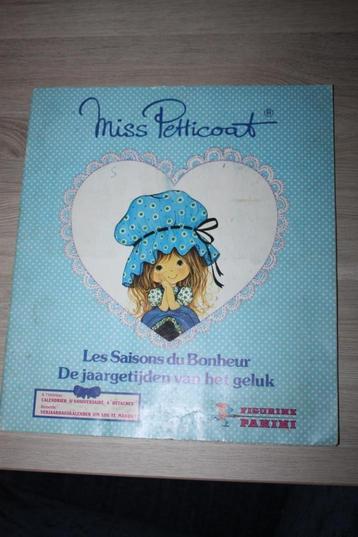 Miss Petticoat ®
Les Saisons du Bonheur
De jaargetijden van het geluk
A l'intérieur:
CALENDRIER D'ANNIVERSAIRE, A DÉTACHER
VERJAARDAGSKALENDER OM LOS TE MAKEN
FIGURINE
PANINI